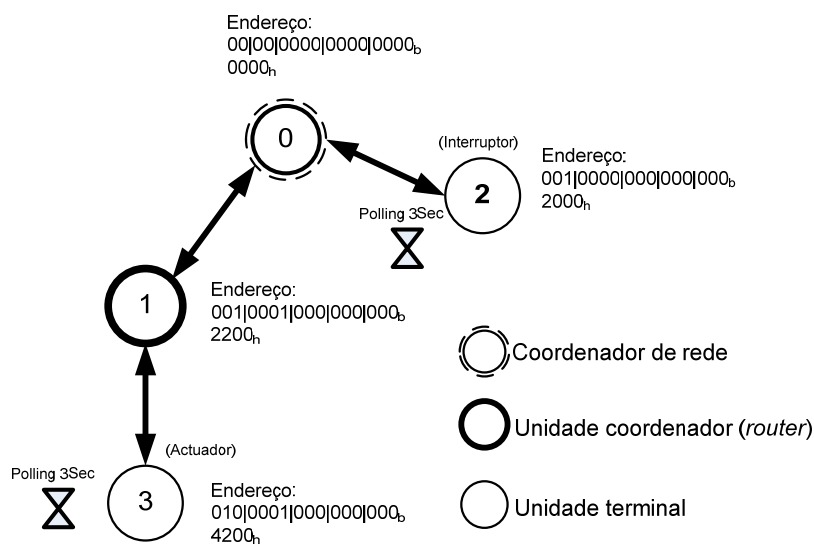 Endereço:
00|00|0000|0000|0000b
0000h
0
(Interruptor)
2
Endereço:
001|0000|000|000|000b
2000h
Polling 3Sec
1
Endereço:
001|0001|000|000|000b
2200h
Coordenador de rede
Unidade coordenador (router)
(Actuador)
Polling 3Sec
3
Endereço:
010|0001|000|000|000b
4200h
Unidade terminal